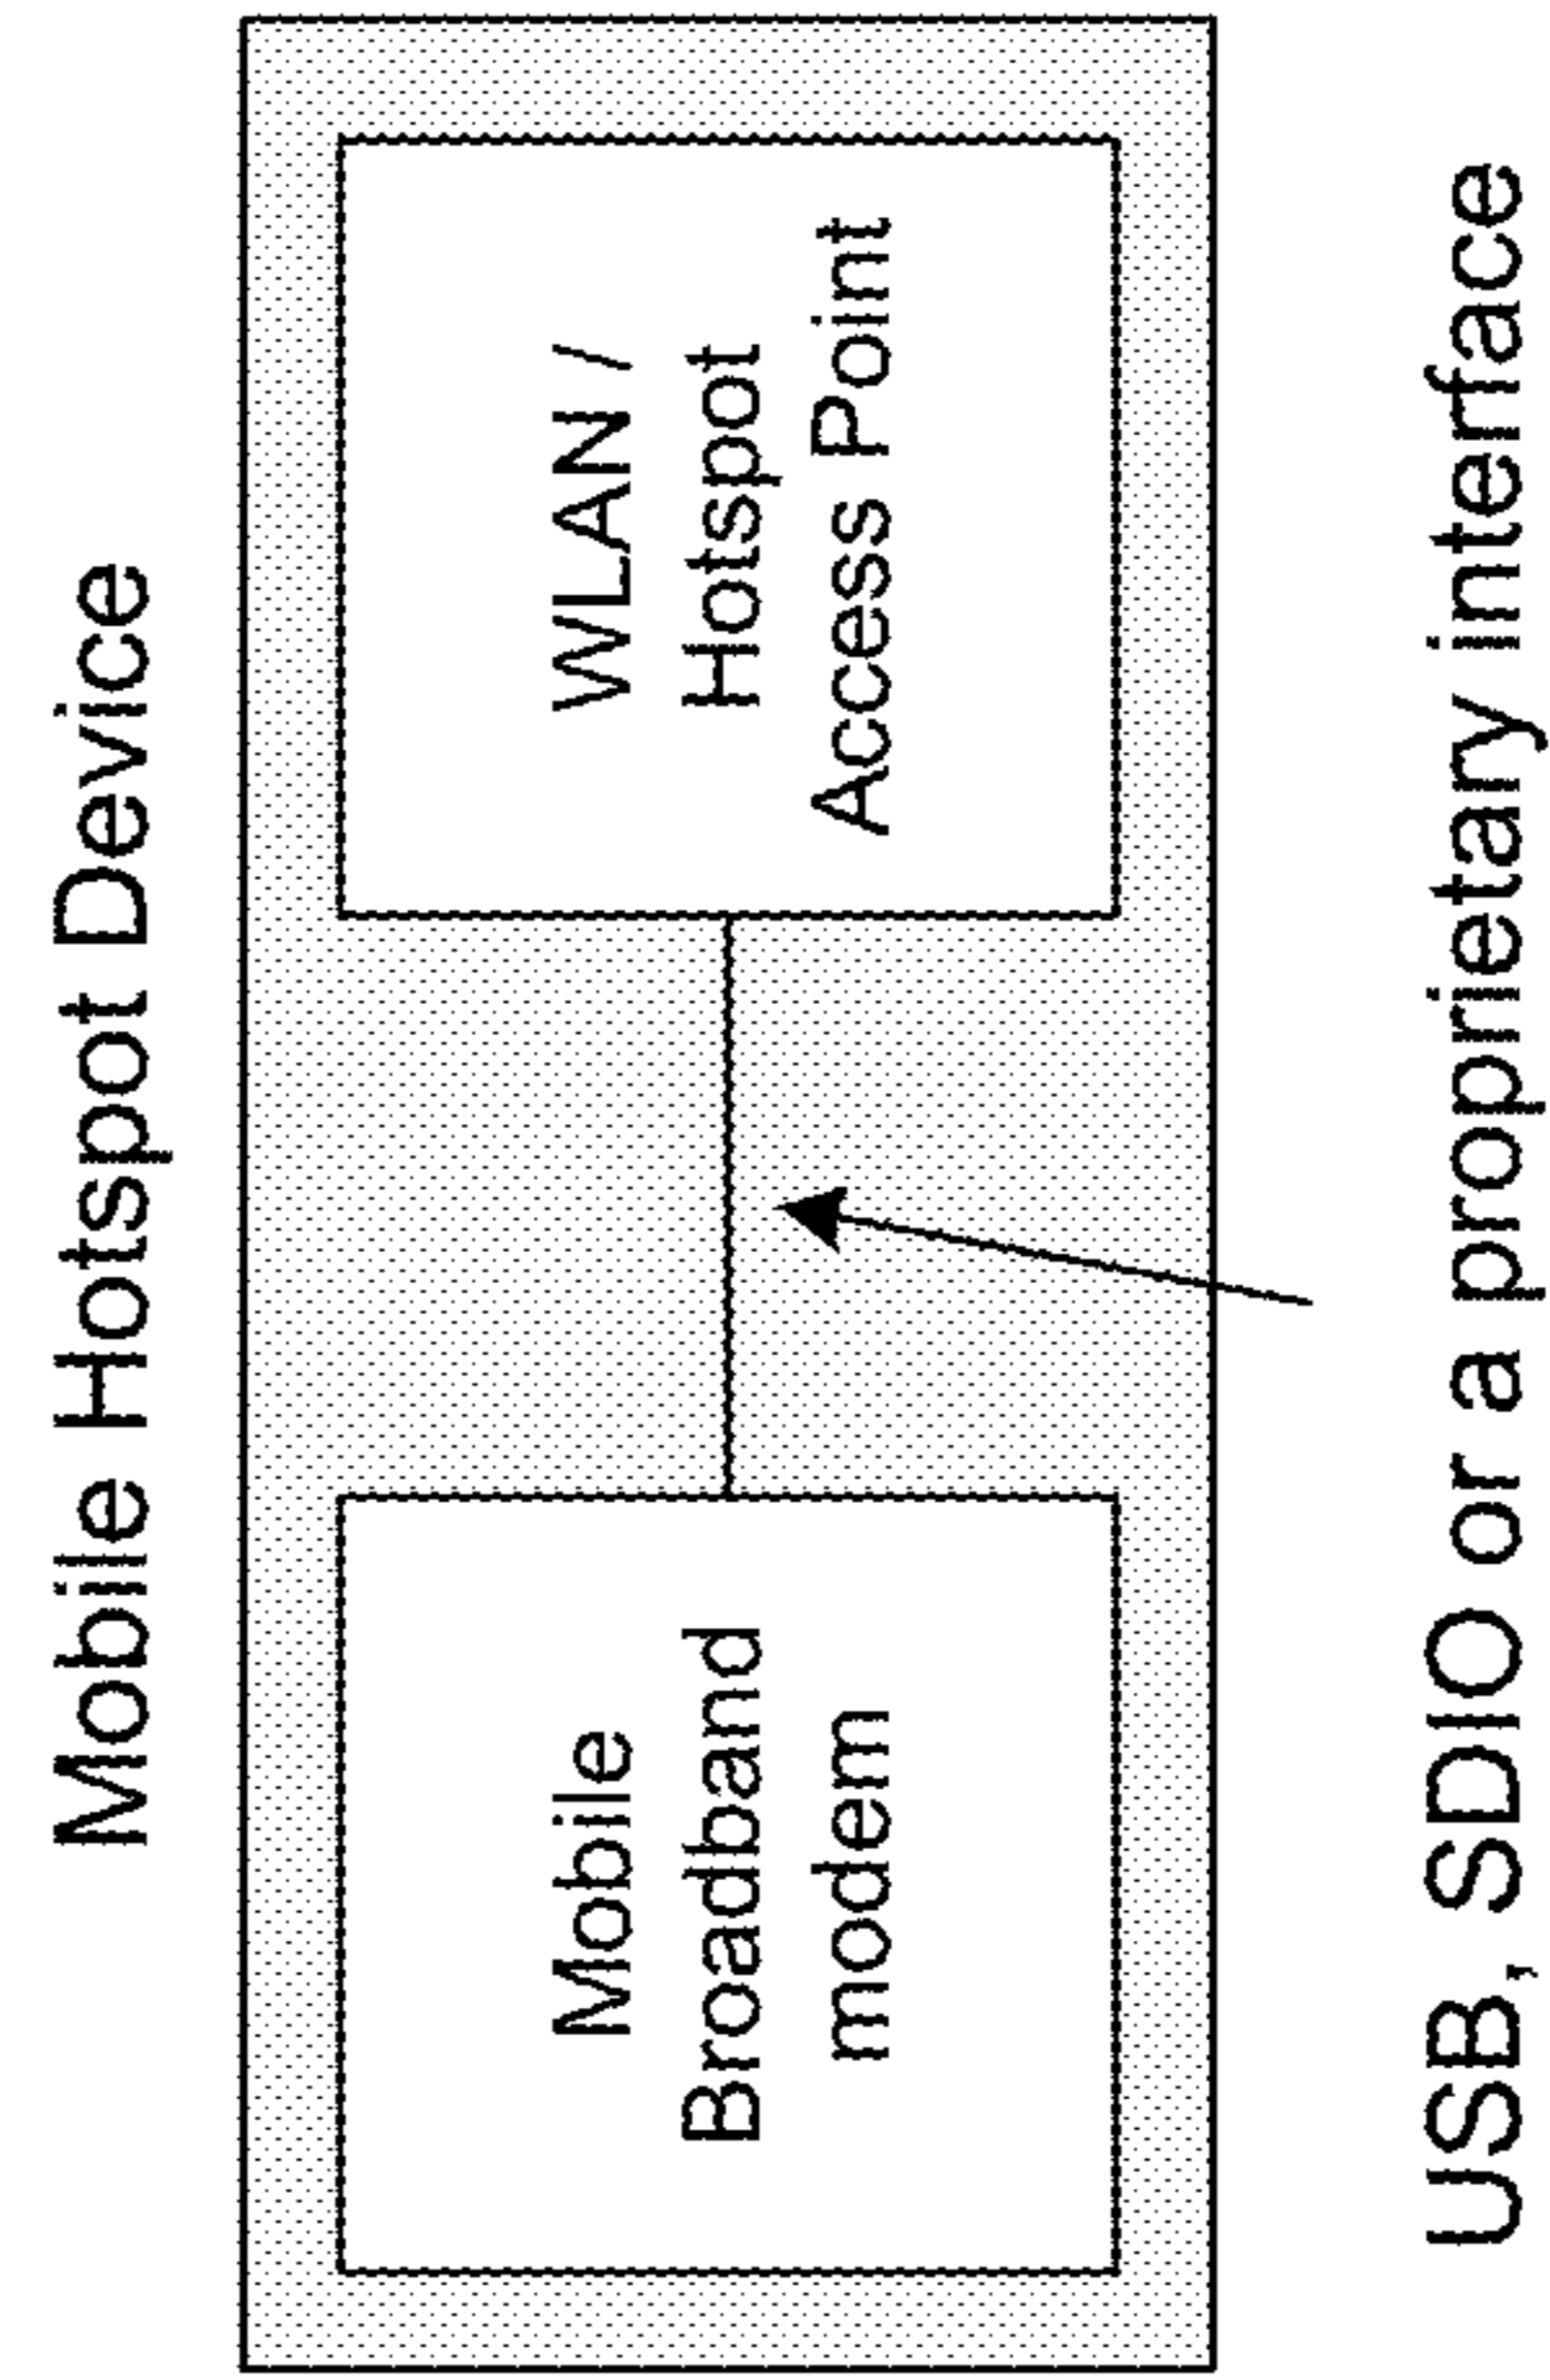 Mobile Hotspot Device
Mobile
Broadband
modem
WLAN /
Hotspot
Access Point
USB, SDIO or a proprietary interface